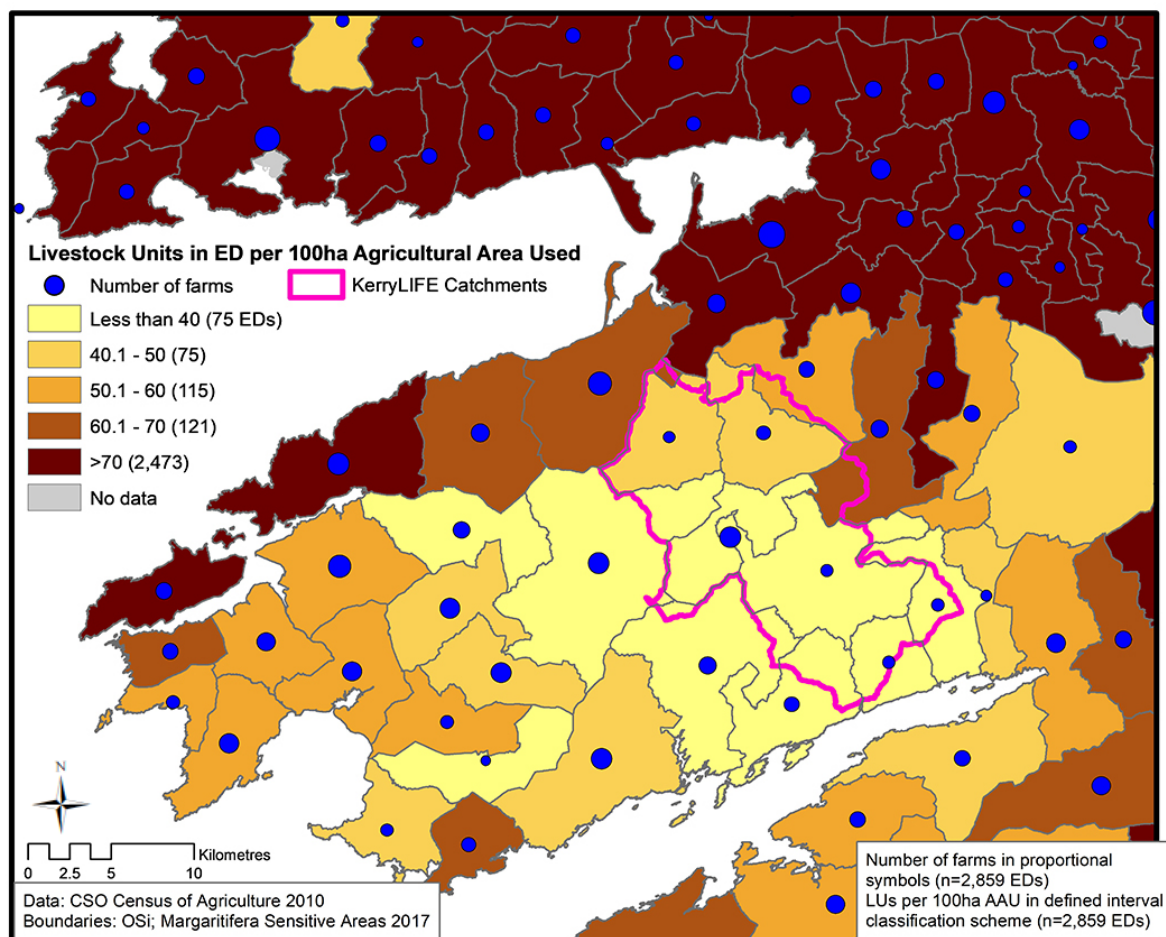 Livestock Units in ED per 100ha Agricultural Area Used
Number of farms
KerryLIFE Catchments
Less than 40 (75 EDs)
40.1 - 50 (75)
50.1 - 60 (115)
60.1 - 70 (121)
>70 (2,473)
No data
N
Kilometres
0 2.5 5 10
Data: CSO Census of Agriculture 2010
Boundaries: OSi; Margaritifera Sensitive Areas 2017
Number of farms in proportional
symbols (n=2,859 EDs)
LUs per 100ha AAU in defined interval
classification scheme (n=2,859 EDs)